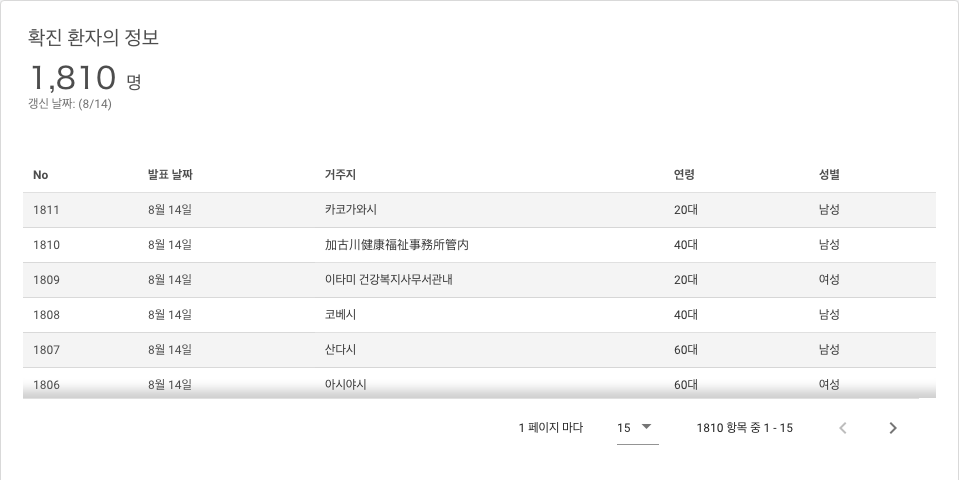 확진 환자의 정보
1,810 명
갱신 날짜: (8/14)
No 발표 날짜 거주지 연령 성별
1811 8월 14일 카코가와시 20대 남성
1810 8월 14일 加古川健康福祉事務所管内 40대 남성
1809 8월 14일 이타미 건강복지사무서관내 20대 여성
1808 8월 14일 코베시 40대 남성
1807 8월 14일 산다시 60대 남성
1806 8월 14일 아시야시 60대 여성
1 페이지 마다 15 1810 항목 중 1 - 15